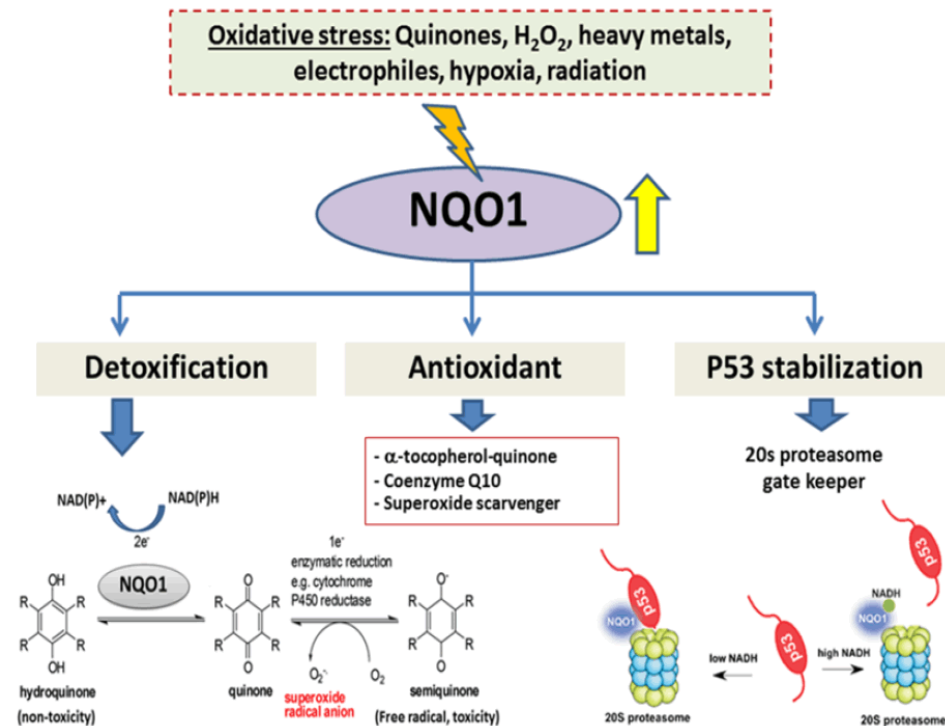 Oxidative stress: Quinones, H₂O₂, heavy metals,
electrophiles, hypoxia, radiation
NQO1
Detoxification
Antioxidant
P53 stabilization
- α-tocopherol-quinone
- Coenzyme Q10
- Superoxide scarvenger
20s proteasome
gate keeper
NAD(P)+
NAD(P)H
2e⁻
NQO1
1e⁻
enzymatic reduction
e.g. cytochrome
P450 reductase
OH
R R
R R
OH
hydroquinone
(non-toxicity)
O
R R
R R
O
quinone
O₂⁻
O₂
superoxide
radical anion
O⁻
R R
R R
O
semiquinone
(Free radical, toxicity)
NQO1
p53
20S proteasome
low NADH
p53
high NADH
p53
NADH
NQO1
20S proteasome